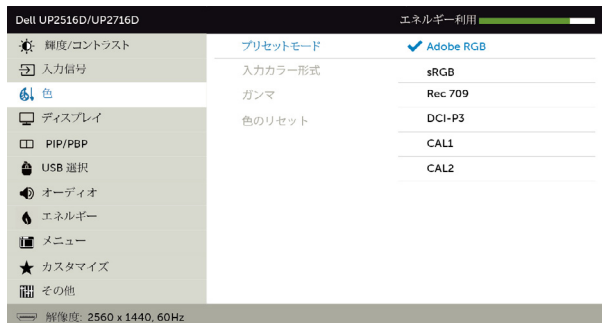 Dell UP2516D/UP2716D
エネルギー利用
輝度/コントラスト
プリセットモード
Adobe RGB
入力信号
入力カラー形式
sRGB
色
ガンマ
Rec 709
ディスプレイ
色のリセット
DCI-P3
PIP/PBP
CAL1
USB 選択
CAL2
オーディオ
エネルギー
メニュー
カスタマイズ
その他
解像度: 2560 x 1440, 60Hz